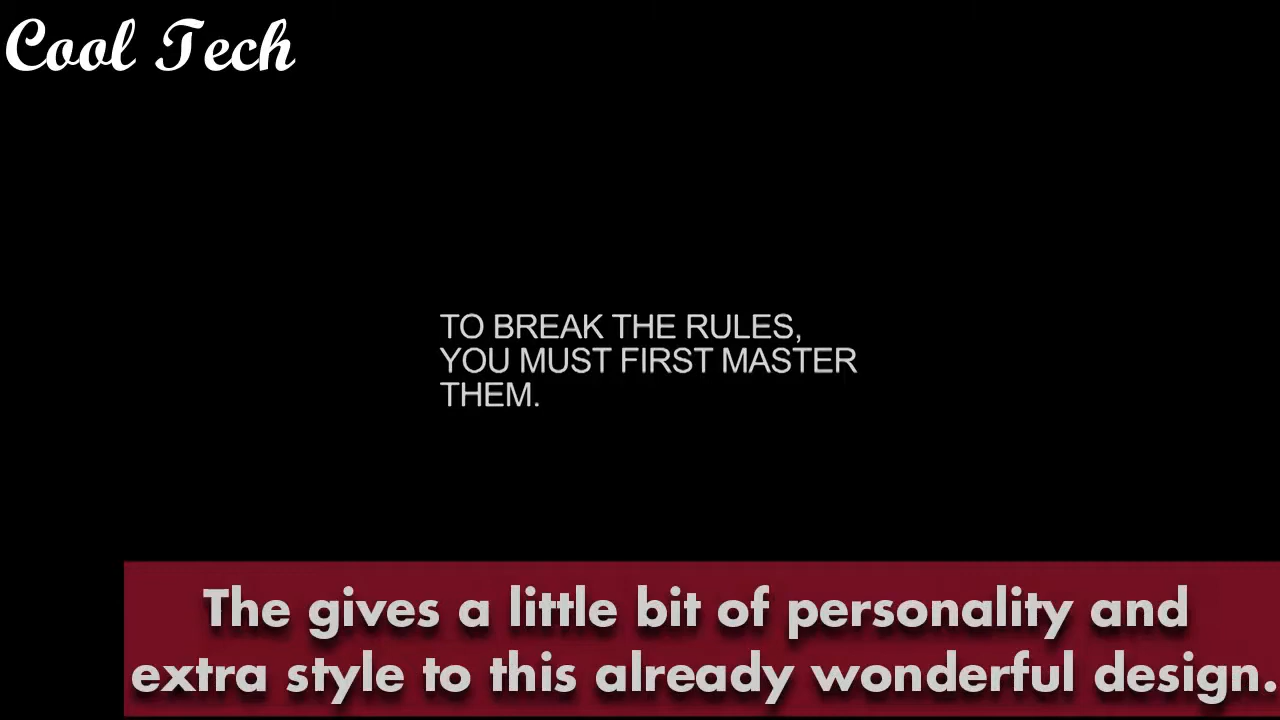 Cool Tech
TO BREAK THE RULES,
YOU MUST FIRST MASTER
THEM.
The gives a little bit of personality and
extra style to this already wonderful design.